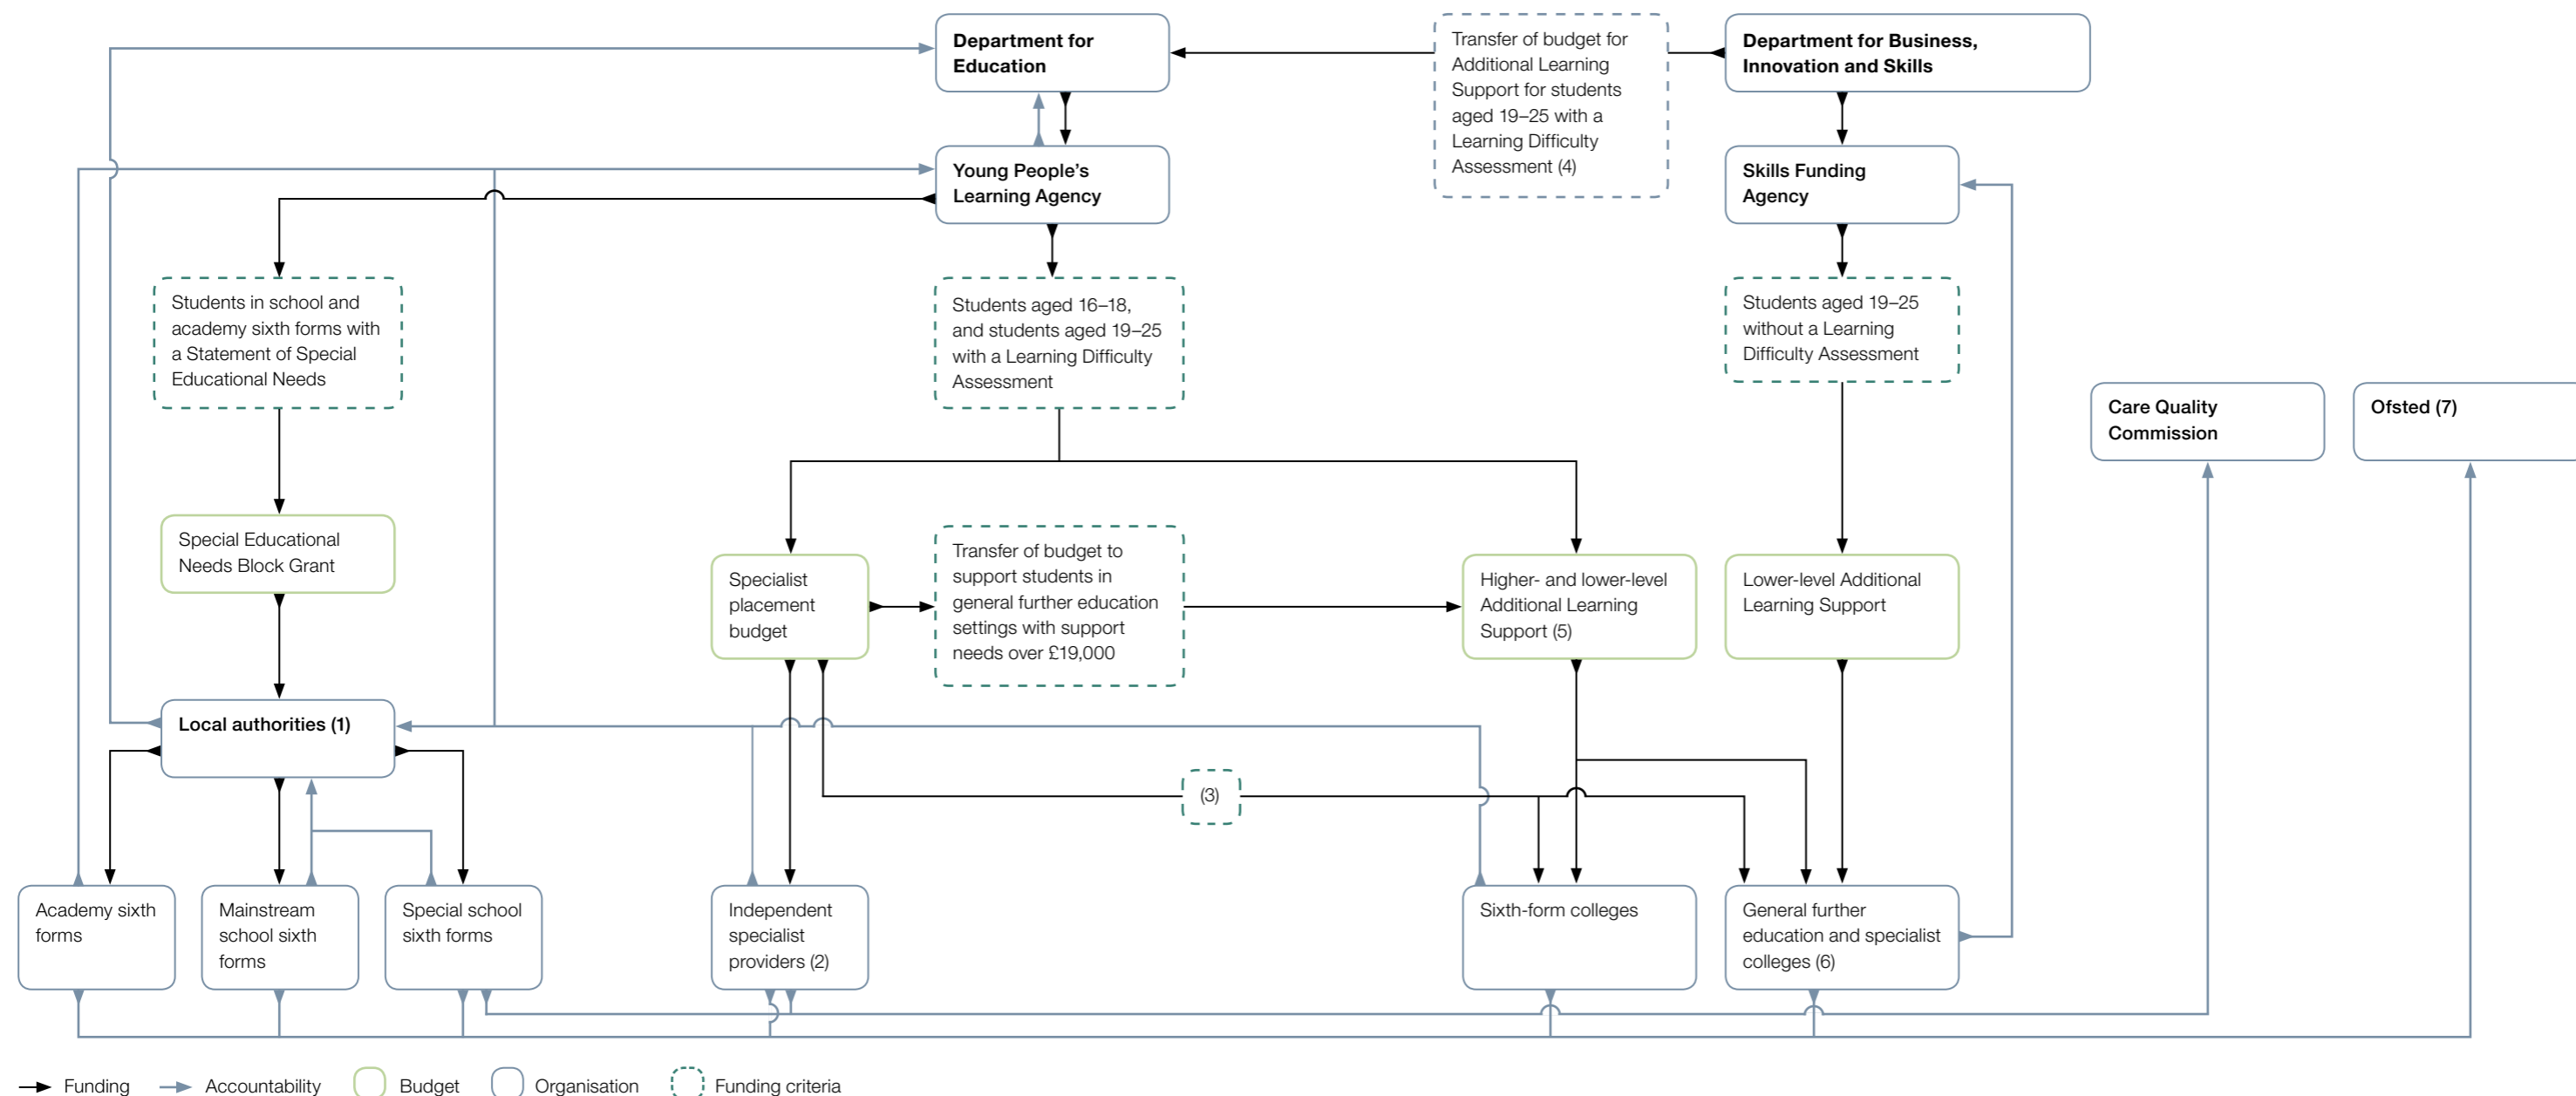 Department for
Education
Transfer of budget for
Additional Learning
Support for students
aged 19–25 with a
Learning Difficulty
Assessment (4)
Department for Business,
Innovation and Skills
Young People’s
Learning Agency
Skills Funding
Agency
Students in school and
academy sixth forms with
a Statement of Special
Educational Needs
Students aged 16–18,
and students aged 19–25
with a Learning Difficulty
Assessment
Students aged 19–25
without a Learning
Difficulty Assessment
Care Quality
Commission
Ofsted (7)
Special Educational
Needs Block Grant
Specialist
placement
budget
Transfer of budget to
support students in
general further education
settings with support
needs over £19,000
Higher- and lower-level
Additional Learning
Support (5)
Lower-level Additional
Learning Support
Local authorities (1)
(3)
Academy sixth
forms
Mainstream
school sixth
forms
Special school
sixth forms
Independent
specialist
providers (2)
Sixth-form colleges
General further
education and specialist
colleges (6)
Funding
Accountability
Budget
Organisation
Funding criteria